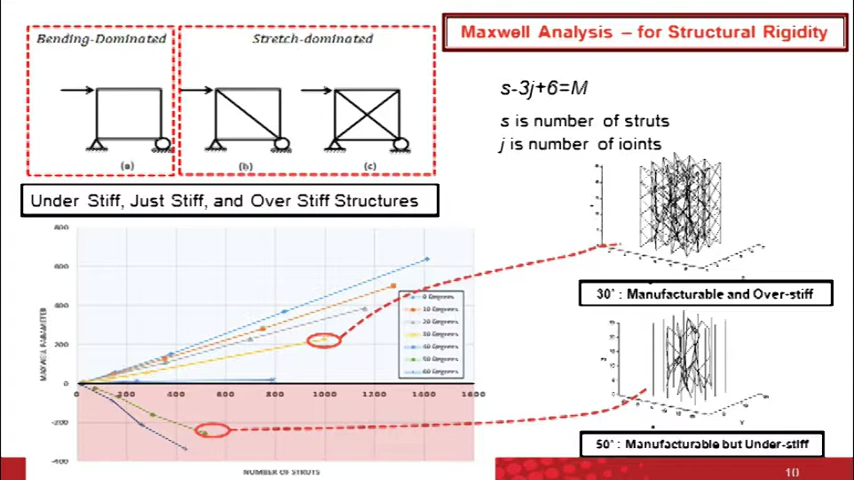 Maxwell Analysis – for Structural Rigidity
Bending-Dominated
Stretch-dominated
(a)
(b)
(c)
s-3j+6=M
s is number of struts
j is number of joints
Under Stiff, Just Stiff, and Over Stiff Structures
800
600
400
200
0
-200
-400
MAXWELL PARAMETER
0
200
400
600
800
1000
1200
1400
1600
NUMBER OF STRUTS
0 Degrees
10 Degrees
20 Degrees
30 Degrees
40 Degrees
50 Degrees
60 Degrees
30° : Manufacturable and Over-stiff
50° : Manufacturable but Under-stiff
10